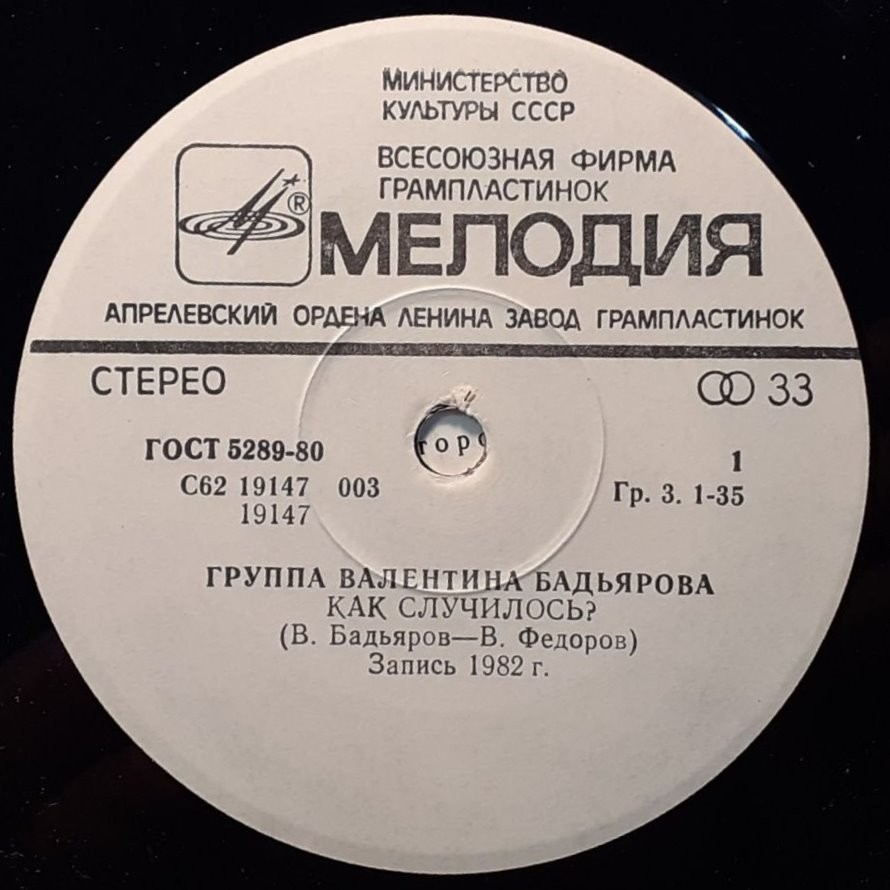 МИНИСТЕРСТВО
КУЛЬТУРЫ СССР
ВСЕСОЮЗНАЯ ФИРМА
ГРАМПЛАСТИНОК
®
МЕЛОДИЯ
АПРЕЛЕВСКИЙ ОРДЕНА ЛЕНИНА ЗАВОД ГРАМПЛАСТИНОК
СТЕРЕО
33
ГОСТ 5289-80
1
С62 19147 003
Гр. 3. 1-35
19147
ГРУППА ВАЛЕНТИНА БАДЬЯРОВА
КАК СЛУЧИЛОСЬ?
(В. Бадьяров—В. Федоров)
Запись 1982 г.